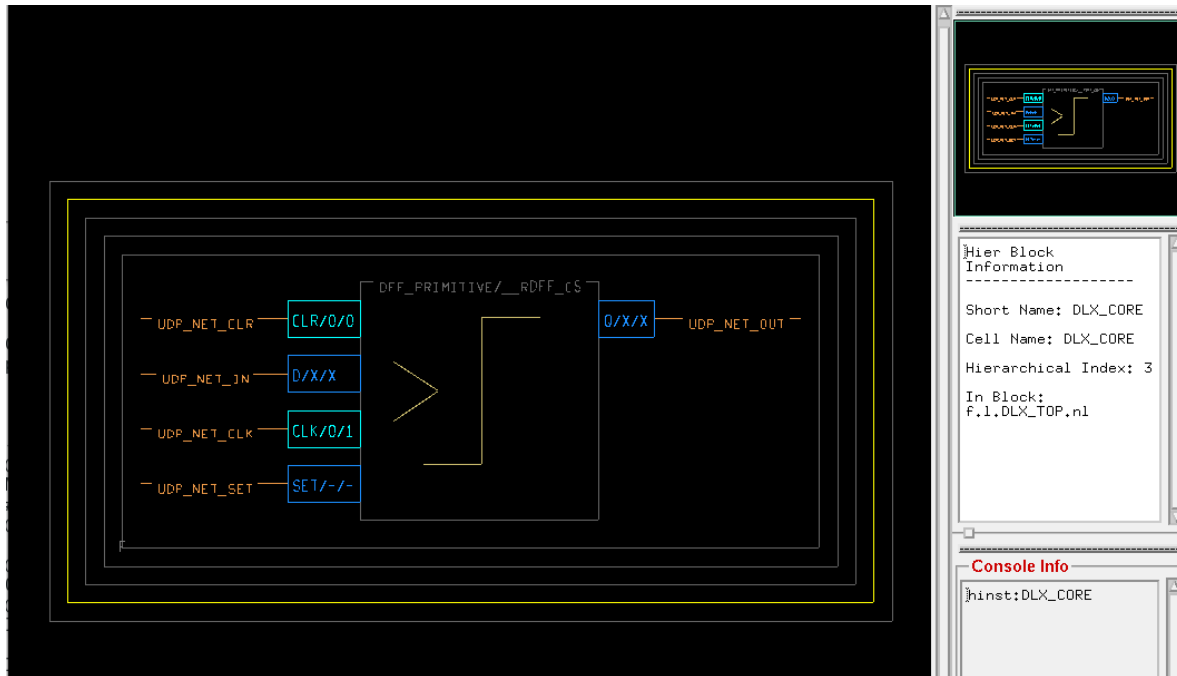 DFF_PRIMITIVE/__RDFF_CS
UDP_NET_CLR
CLR/0/0
Q/X/X
UDP_NET_OUT
UDP_NET_IN
D/X/X
UDP_NET_CLK
CLK/0/1
UDP_NET_SET
SET/-/-
Hier Block
Information
-------------------
Short Name: DLX_CORE
Cell Name: DLX_CORE
Hierarchical Index: 3
In Block:
f.l.DLX_TOP.nl
Console Info
hinst:DLX_CORE